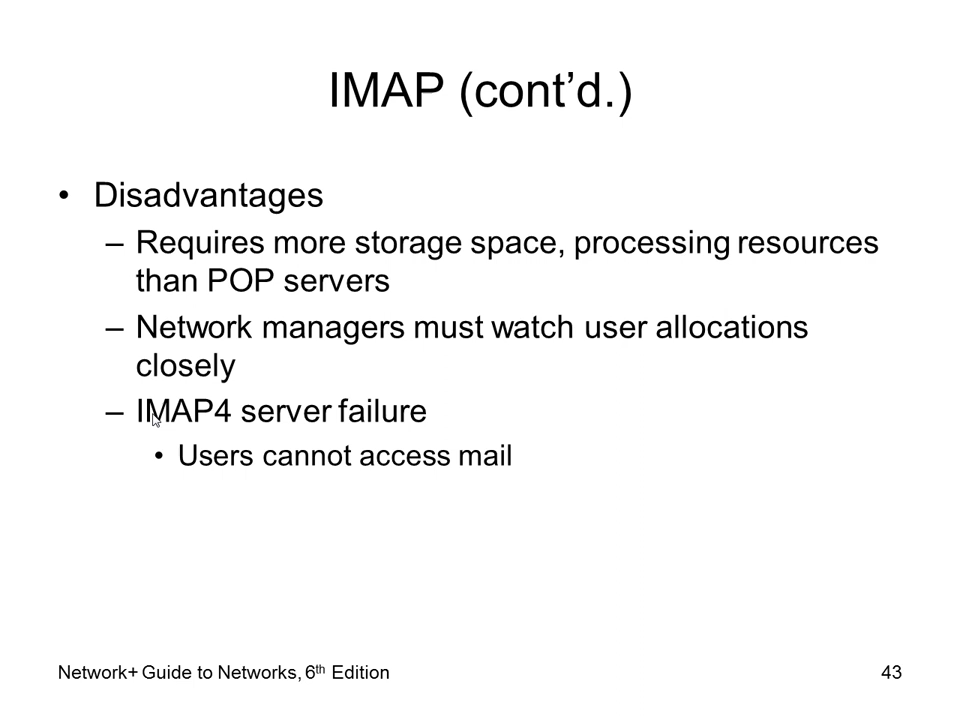 IMAP (cont’d.)
• Disadvantages
– Requires more storage space, processing resources
than POP servers
– Network managers must watch user allocations
closely
– IMAP4 server failure
• Users cannot access mail
Network+ Guide to Networks, 6th Edition
43